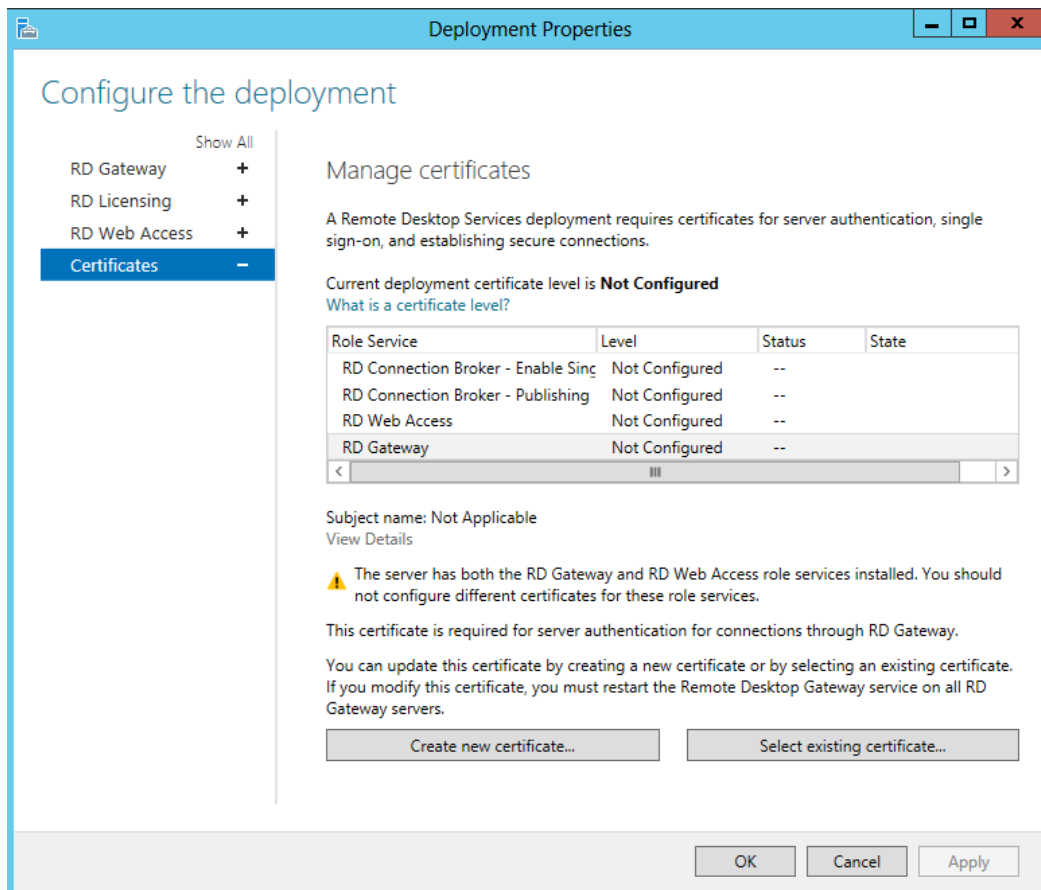 Deployment Properties
Configure the deployment
Show All
RD Gateway +
RD Licensing +
RD Web Access +
Certificates –
Manage certificates
A Remote Desktop Services deployment requires certificates for server authentication, single
sign-on, and establishing secure connections.
Current deployment certificate level is Not Configured
What is a certificate level?
Role Service Level Status State
RD Connection Broker - Enable Sinc Not Configured --
RD Connection Broker - Publishing Not Configured --
RD Web Access Not Configured --
RD Gateway Not Configured --
Subject name: Not Applicable
View Details
The server has both the RD Gateway and RD Web Access role services installed. You should
not configure different certificates for these role services.
This certificate is required for server authentication for connections through RD Gateway.
You can update this certificate by creating a new certificate or by selecting an existing certificate.
If you modify this certificate, you must restart the Remote Desktop Gateway service on all RD
Gateway servers.
Create new certificate... Select existing certificate...
OK Cancel Apply